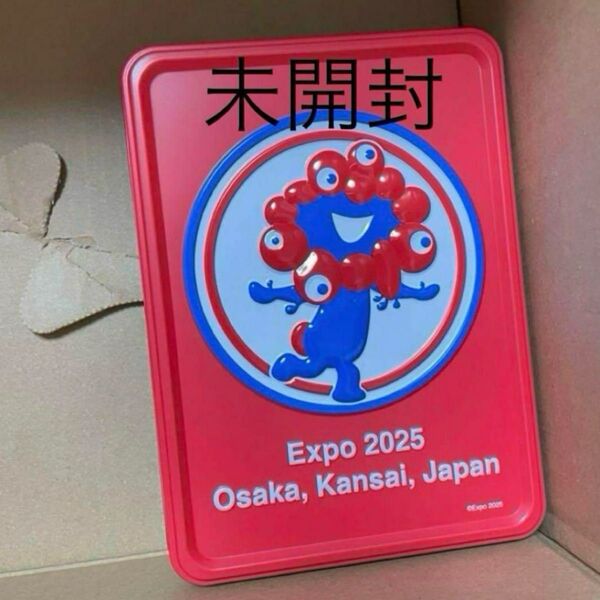 未開封
Expo 2025
Osaka, Kansai, Japan
©Expo 2025